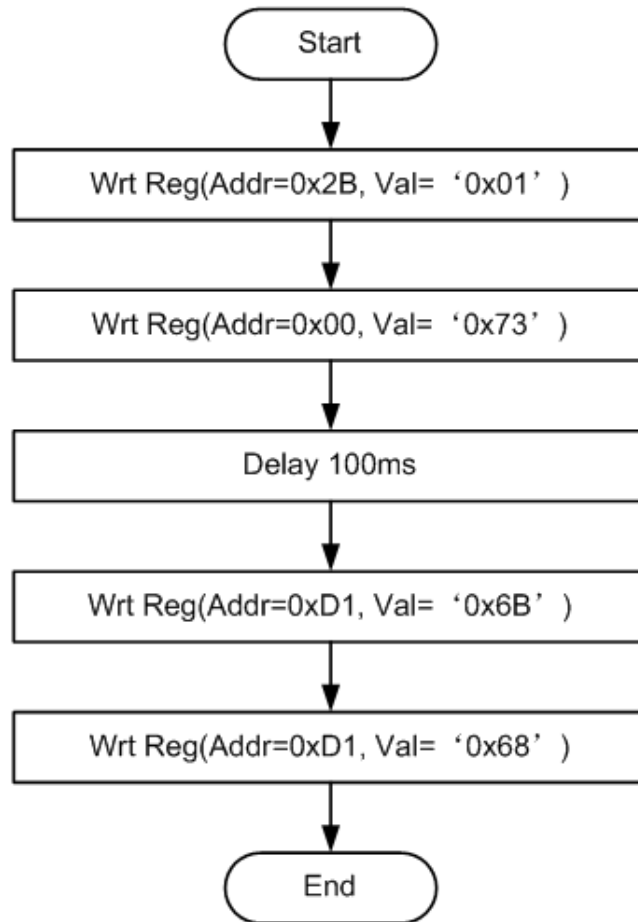 Start
Wrt Reg(Addr=0x2B, Val= ‘0x01’)
Wrt Reg(Addr=0x00, Val= ‘0x73’)
Delay 100ms
Wrt Reg(Addr=0xD1, Val= ‘0x6B’)
Wrt Reg(Addr=0xD1, Val= ‘0x68’)
End